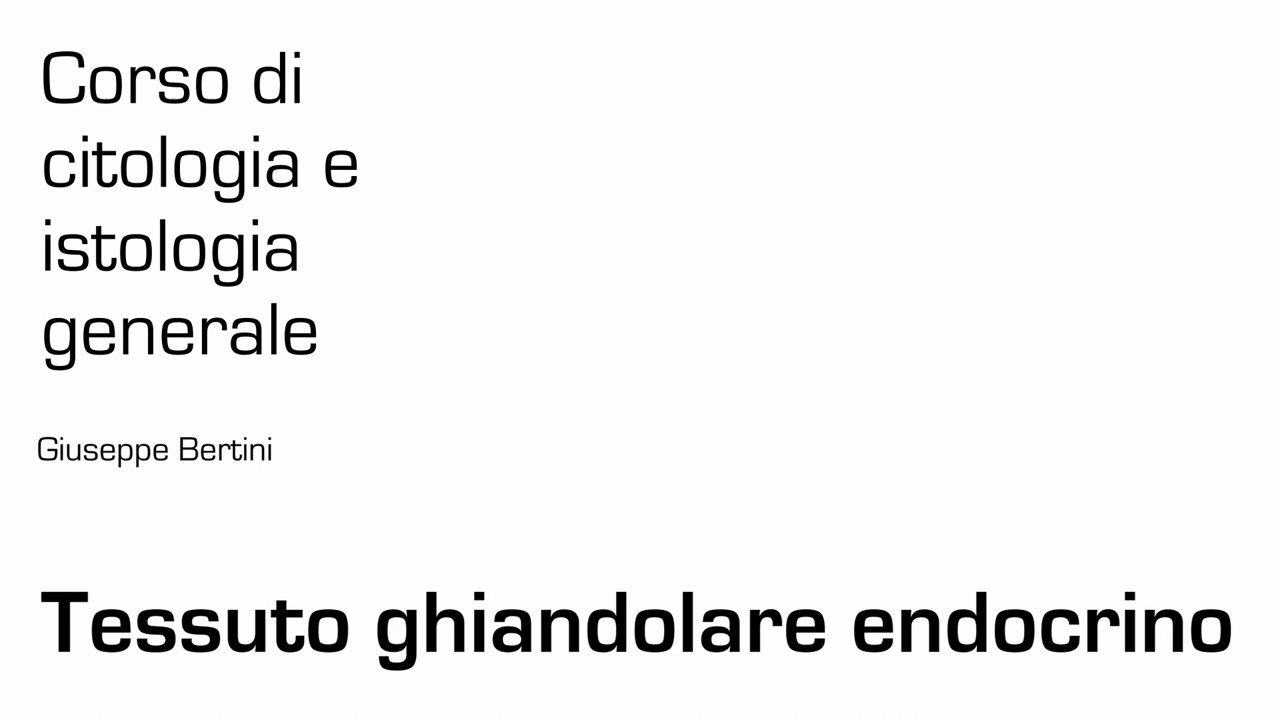 Corso di
citologia e
istologia
generale
Giuseppe Bertini
Tessuto ghiandolare endocrino